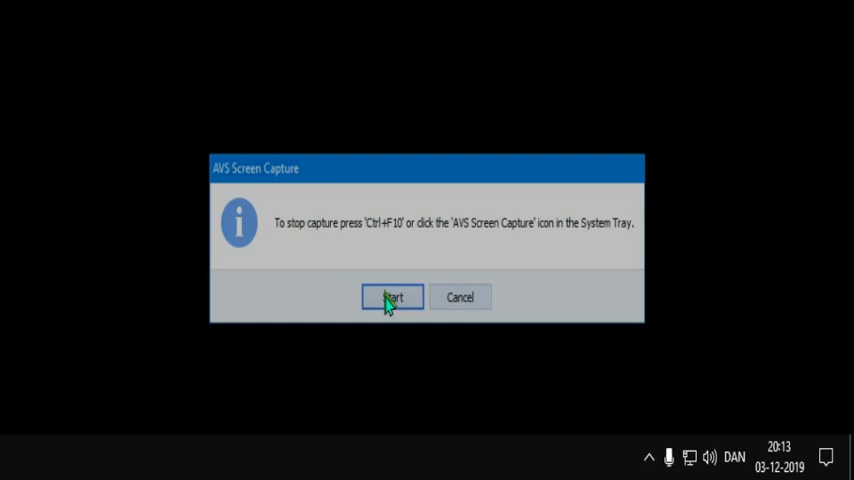 AVS Screen Capture
To stop capture press 'Ctrl+F10' or click the 'AVS Screen Capture' icon in the System Tray.
Start
Cancel
DAN
20:13
03-12-2019